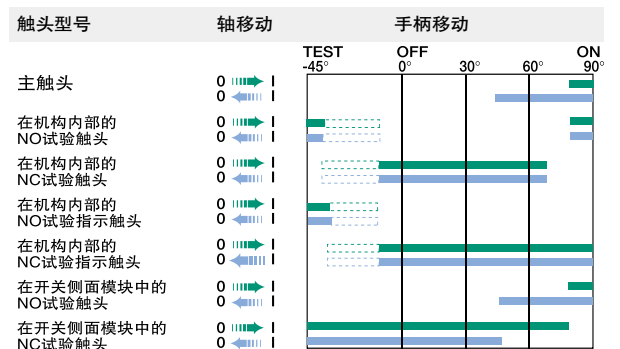 触头型号 轴移动 手柄移动
TEST OFF ON
-45° 0° 30° 60° 90°
主触头 0 I
0 I
在机构内部的 0 I
NO试验触头 0 I
在机构内部的 0 I
NC试验触头 0 I
在机构内部的 0 I
NO试验指示触头 0 I
在机构内部的 0 I
NC试验指示触头 0 I
在开关侧面模块中的 0 I
NO试验触头 0 I
在开关侧面模块中的 0 I
NC试验触头 0 I